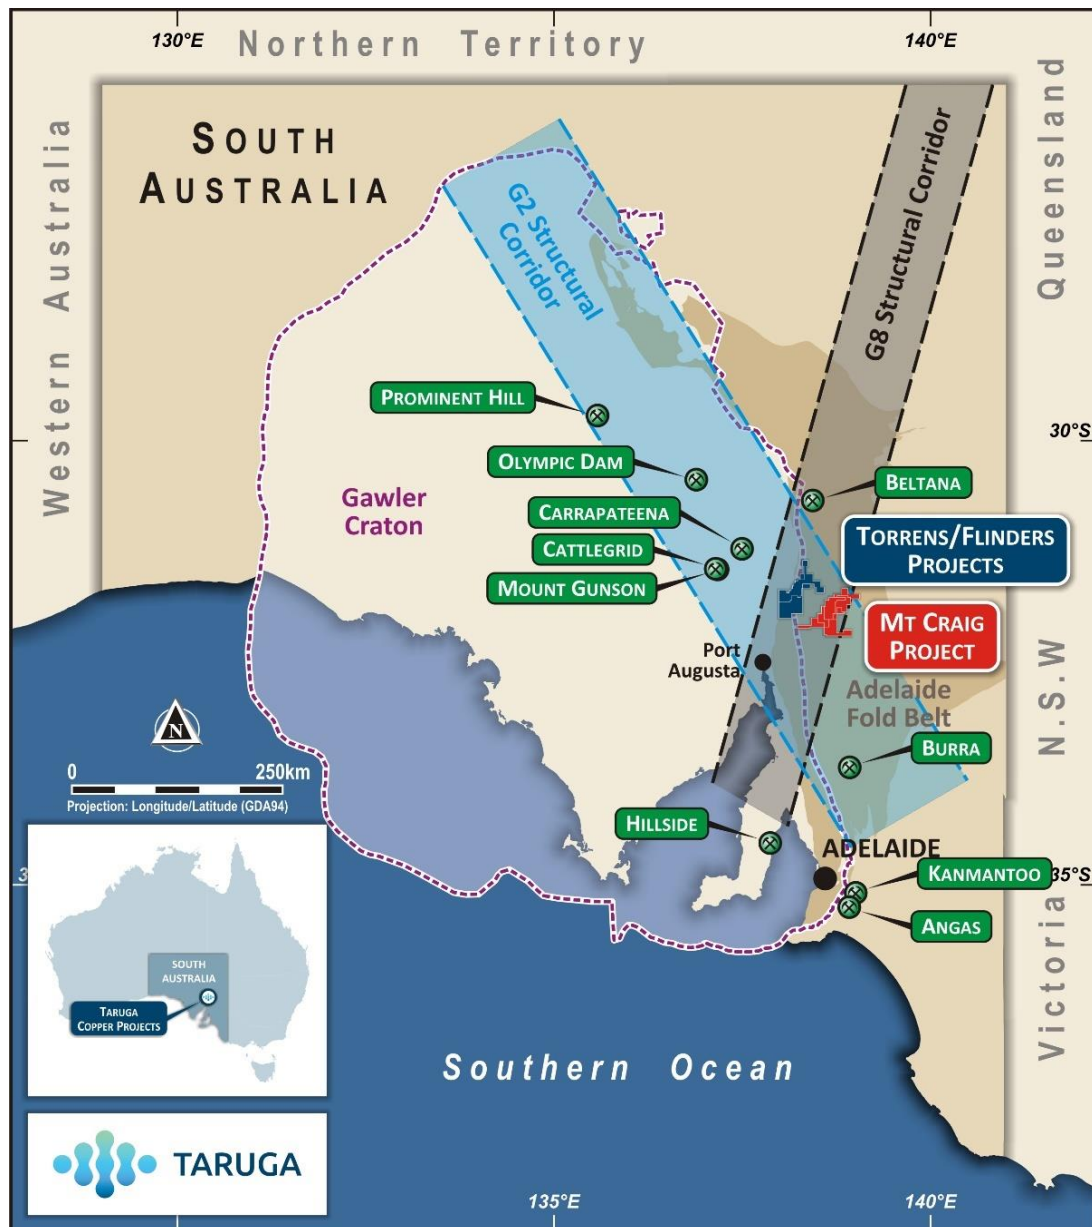 130°E
Northern Territory
140°E
SOUTH
AUSTRALIA
Western Australia
Queensland
G2 Structural
Corridor
G8 Structural Corridor
PROMINENT HILL
30°S
OLYMPIC DAM
BELTANA
Gawler
Craton
CARRAPATEENA
CATTLEGRID
MOUNT GUNSON
TORRENS/FLINDERS
PROJECTS
MT CRAIG
PROJECT
Port
Augusta
Adelaide
Fold Belt
N.S.W
N
BURRA
0 250km
Projection: Longitude/Latitude (GDA94)
HILLSIDE
ADELAIDE
KANMANTOO
35°S
ANGAS
Victoria
SOUTH
AUSTRALIA
TARUGA
COPPER PROJECTS
Southern Ocean
TARUGA
135°E
140°E